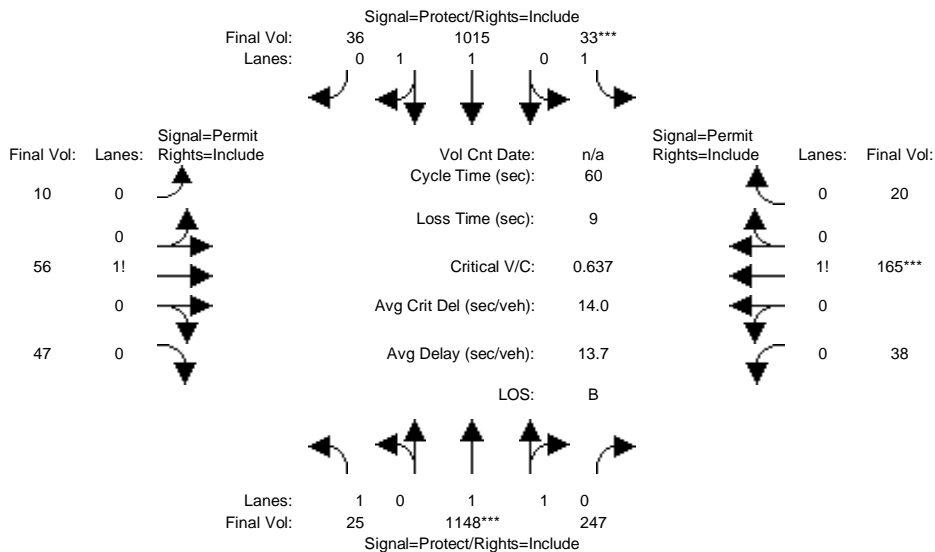 Signal=Protect/Rights=Include
Final Vol: 36 1015 33***
Lanes: 0 1 1 0 1
Signal=Permit Signal=Permit
Final Vol: Lanes: Rights=Include Vol Cnt Date: n/a Rights=Include Lanes: Final Vol:
Cycle Time (sec): 60
10 0 0 20
Loss Time (sec): 9
0 0
56 1! Critical V/C: 0.637 1! 165***
0 Avg Crit Del (sec/veh): 14.0 0
47 0 Avg Delay (sec/veh): 13.7 0 38
LOS: B
Lanes: 1 0 1 1 0
Final Vol: 25 1148*** 247
Signal=Protect/Rights=Include